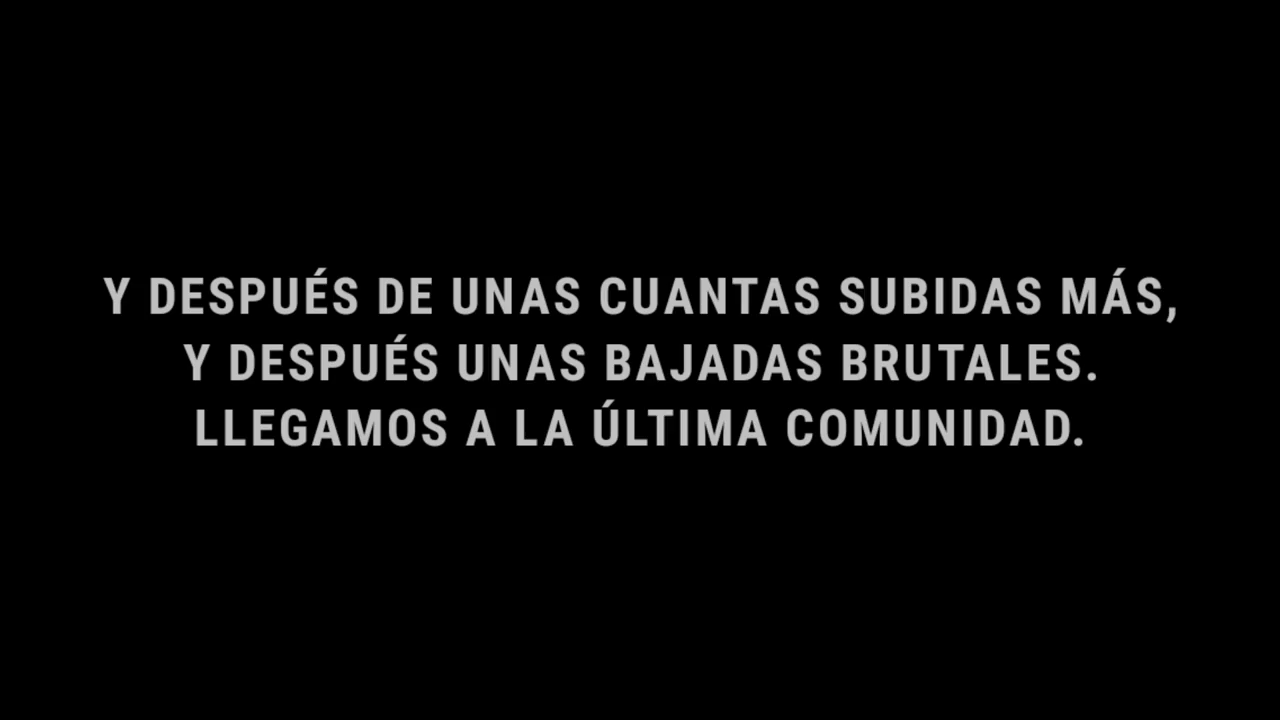 Y DESPUÉS DE UNAS CUANTAS SUBIDAS MÁS,
Y DESPUÉS UNAS BAJADAS BRUTALES.
LLEGAMOS A LA ÚLTIMA COMUNIDAD.